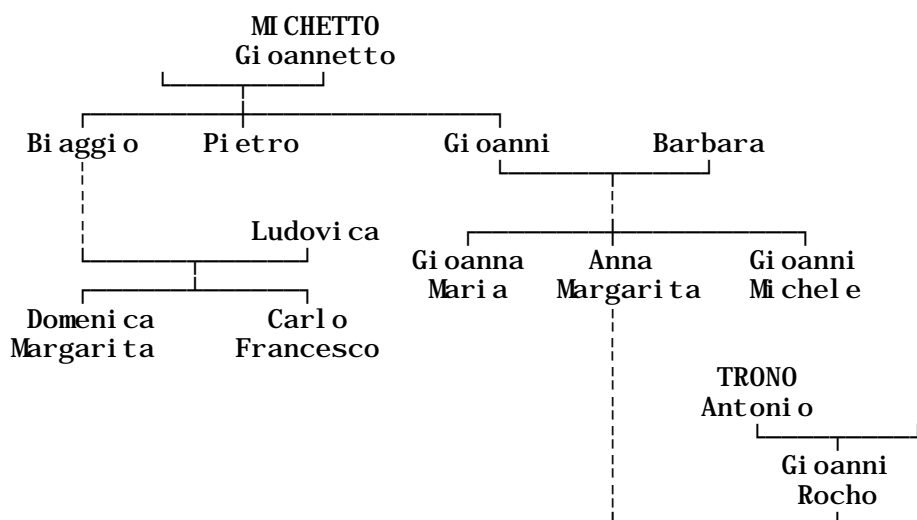 MICHETTO
Gioannetto
Biaggio Pietro Gioanni Barbara
Ludovica
Gioanna Anna Gioanni
Maria Margarita Michele
Domenica Carlo
Margarita Francesco
TRONO
Antonio
Gioanni
Rocho